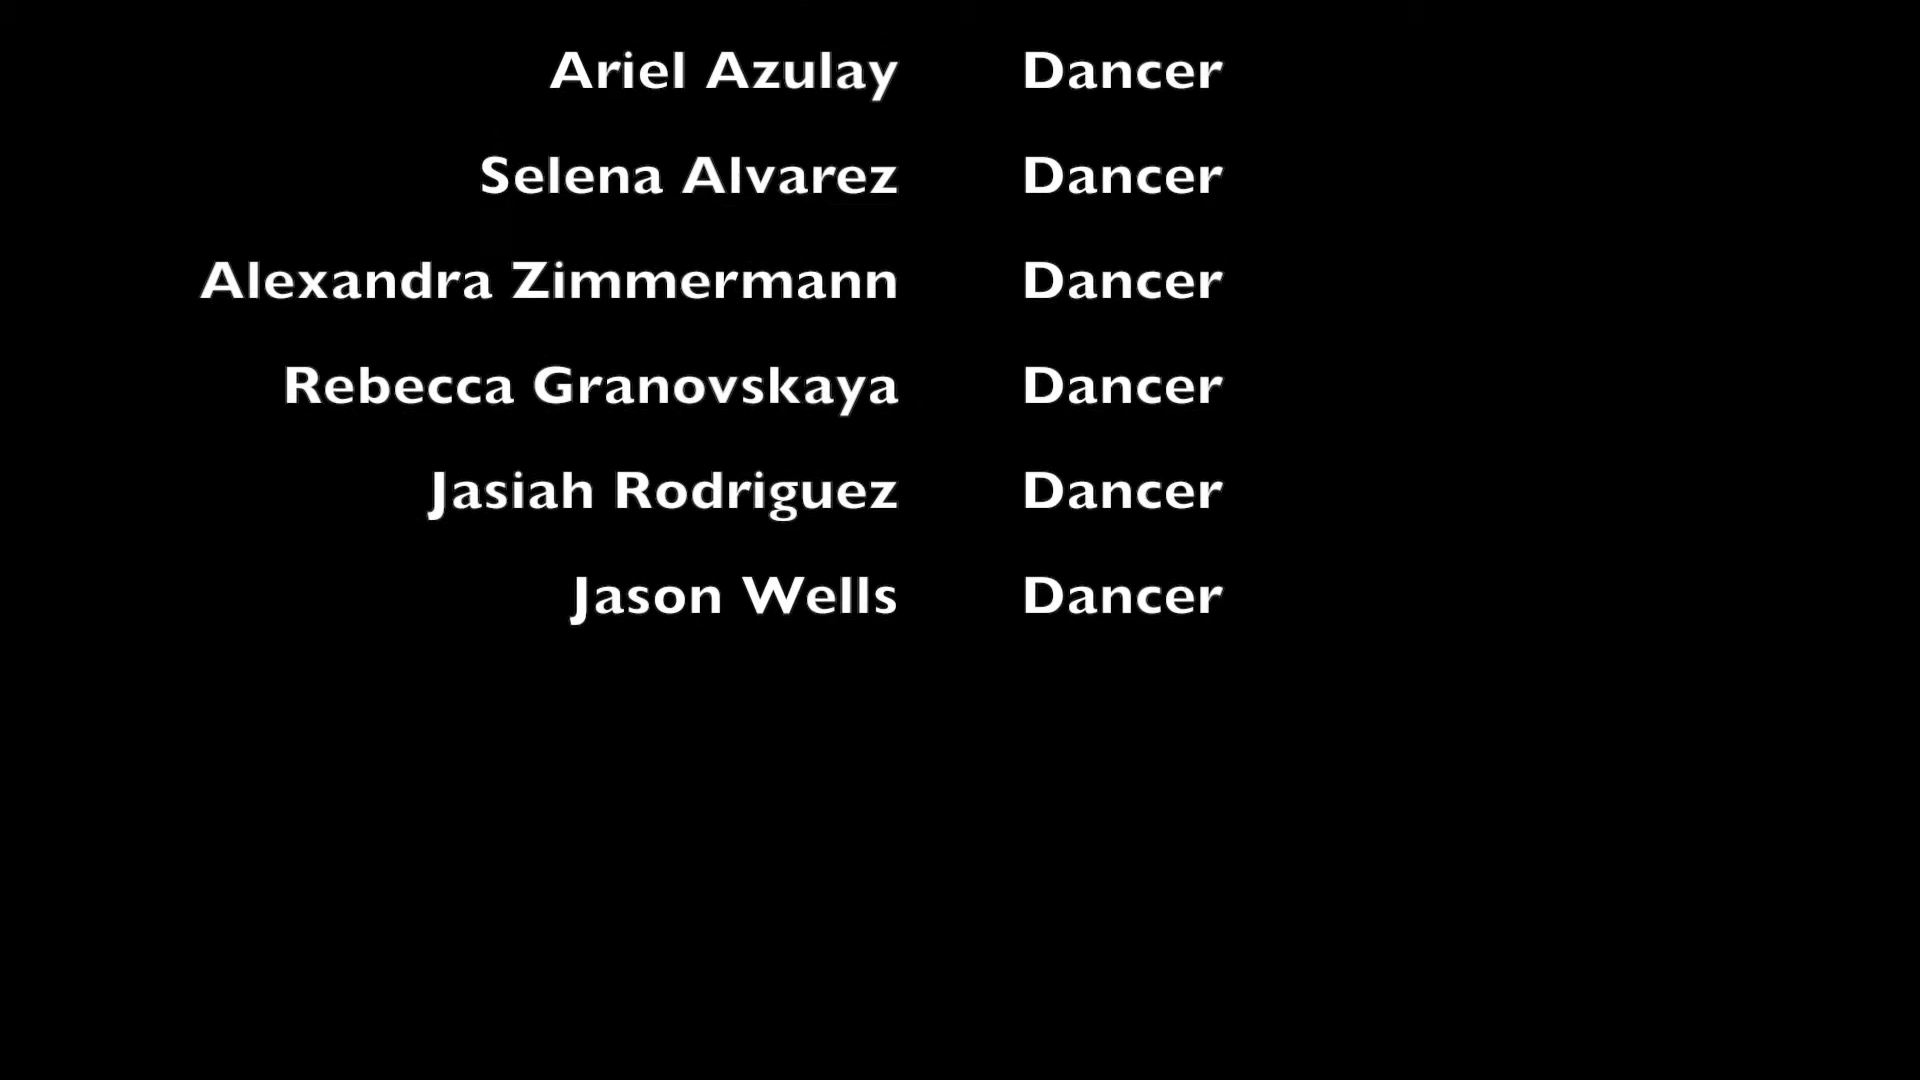 Ariel Azulay Dancer
Selena Alvarez Dancer
Alexandra Zimmermann Dancer
Rebecca Granovskaya Dancer
Jasiah Rodriguez Dancer
Jason Wells Dancer